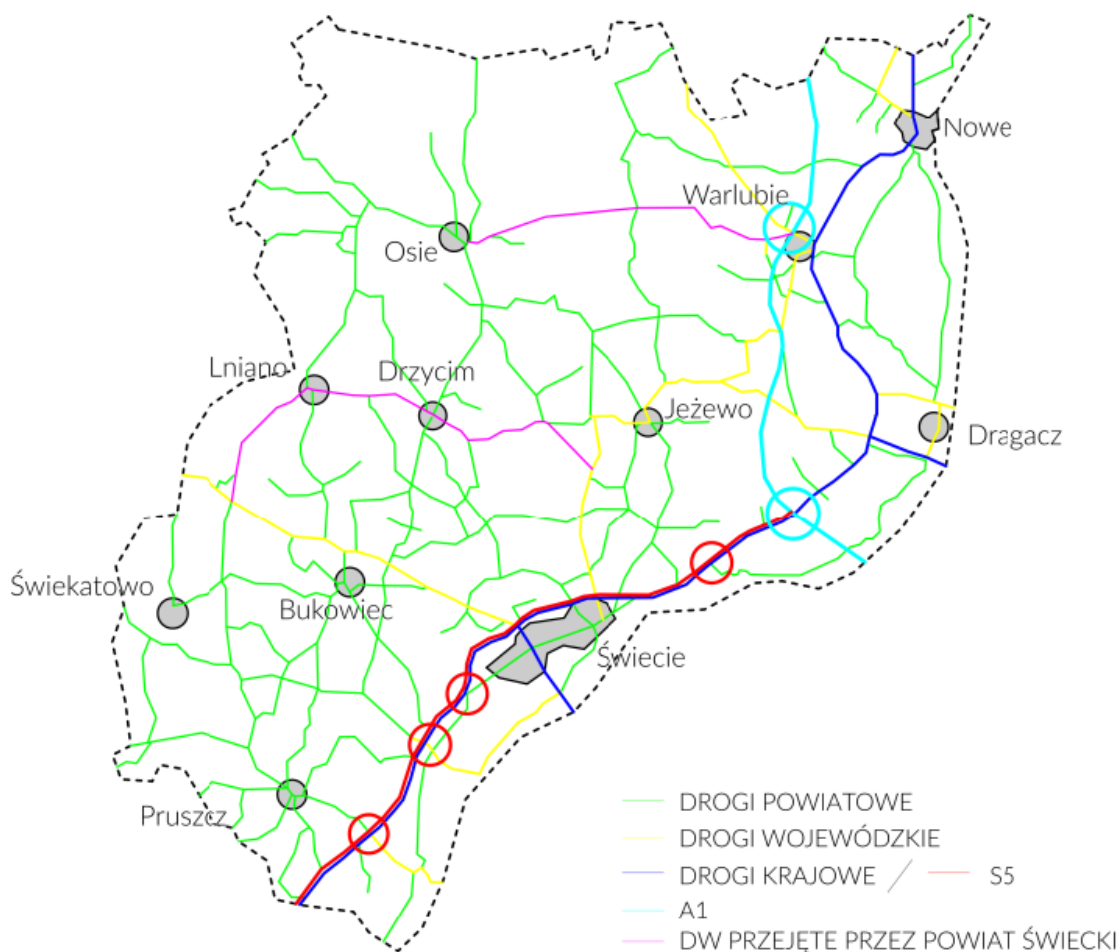 Nowe
Warlubie
Osie
Lniano
Drzycim
Jeżewo
Dragacz
Świekatowo
Bukowiec
Świecie
Pruszcz
DROGI POWIATOWE
DROGI WOJEWÓDZKIE
DROGI KRAJOWE / S5
A1
DW PRZEJĘTE PRZEZ POWIAT ŚWIECKI